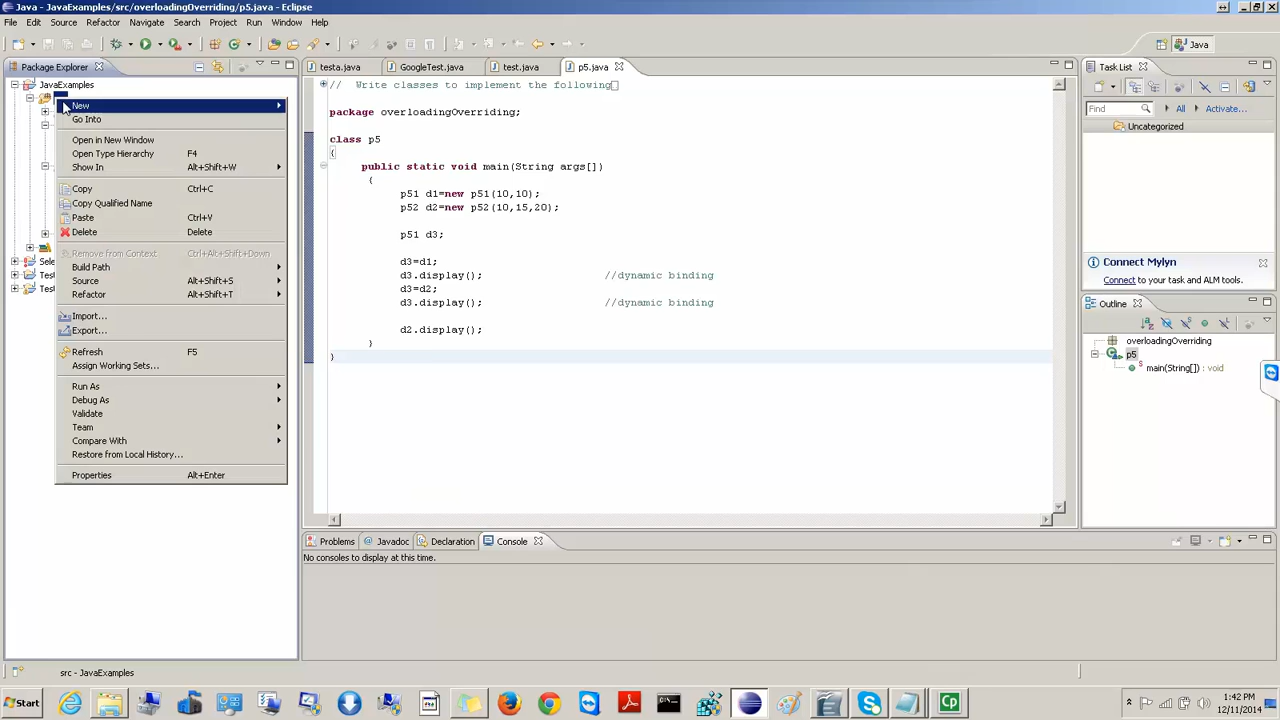 Java - JavaExamples/src/overloadingOverriding/p5.java - Eclipse
File Edit Source Refactor Navigate Search Project Run Window Help
Java
Package Explorer
testa.java
GoogleTest.java
test.java
p5.java
Task List
JavaExamples
New
Go Into
Open in New Window
Open Type Hierarchy F4
Show In Alt+Shift+W
Copy Ctrl+C
Copy Qualified Name
Paste Ctrl+V
Delete Delete
Remove from Context Ctrl+Alt+Shift+Down
Build Path
Source Alt+Shift+S
Refactor Alt+Shift+T
Import...
Export...
Refresh F5
Assign Working Sets...
Run As
Debug As
Validate
Team
Compare With
Restore from Local History...
Properties Alt+Enter
Sele
Test
Test
// Write classes to implement the following
package overloadingOverriding;
class p5
{
public static void main(String args[])
{
p51 d1=new p51(10,10);
p52 d2=new p52(10,15,20);
p51 d3;
d3=d1;
d3.display(); //dynamic binding
d3=d2;
d3.display(); //dynamic binding
d2.display();
}
}
Find All Activate...
Uncategorized
Connect Mylyn
Connect to your task and ALM tools.
Outline
overloadingOverriding
p5
main(String[]) : void
Problems Javadoc Declaration Console
No consoles to display at this time.
src - JavaExamples
Start
Cp
1:42 PM
12/11/2014